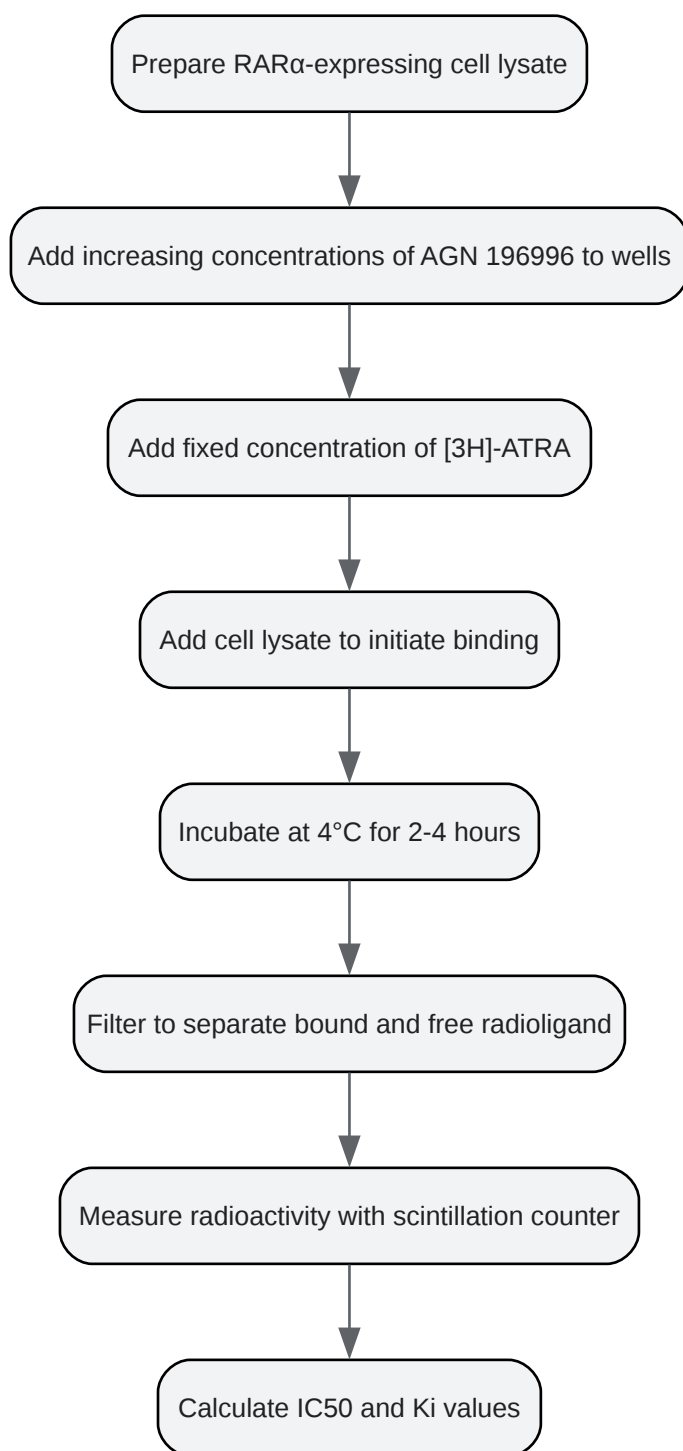 Prepare RARα-expressing cell lysate
Add increasing concentrations of AGN 196996 to wells
Add fixed concentration of [3H]-ATRA
Add cell lysate to initiate binding
Incubate at 4°C for 2-4 hours
Filter to separate bound and free radioligand
Measure radioactivity with scintillation counter
Calculate IC50 and Ki values